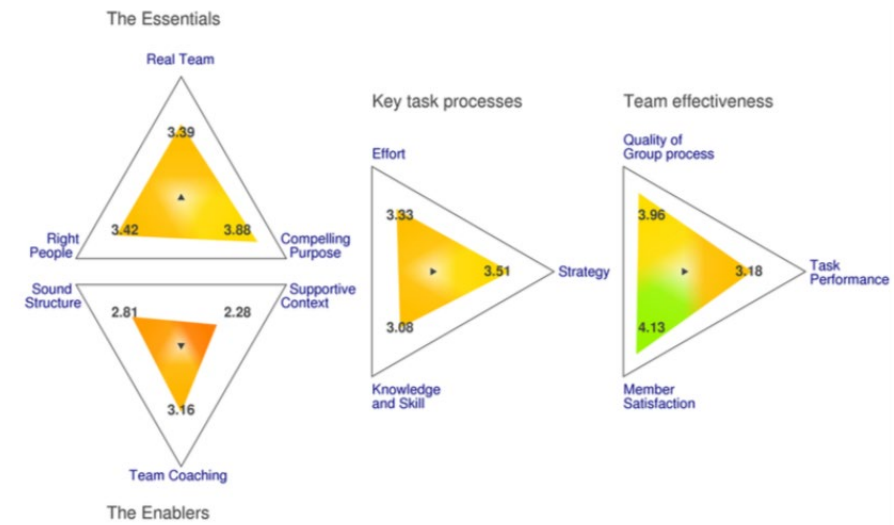 The Essentials
Real Team
3.39
3.42
3.88
Right
People
Compelling
Purpose
Sound
Structure
Supportive
Context
2.81
2.28
3.16
Team Coaching
The Enablers
Key task processes
Effort
3.33
3.51
Strategy
3.08
Knowledge
and Skill
Team effectiveness
Quality of
Group process
3.96
3.18
Task
Performance
4.13
Member
Satisfaction